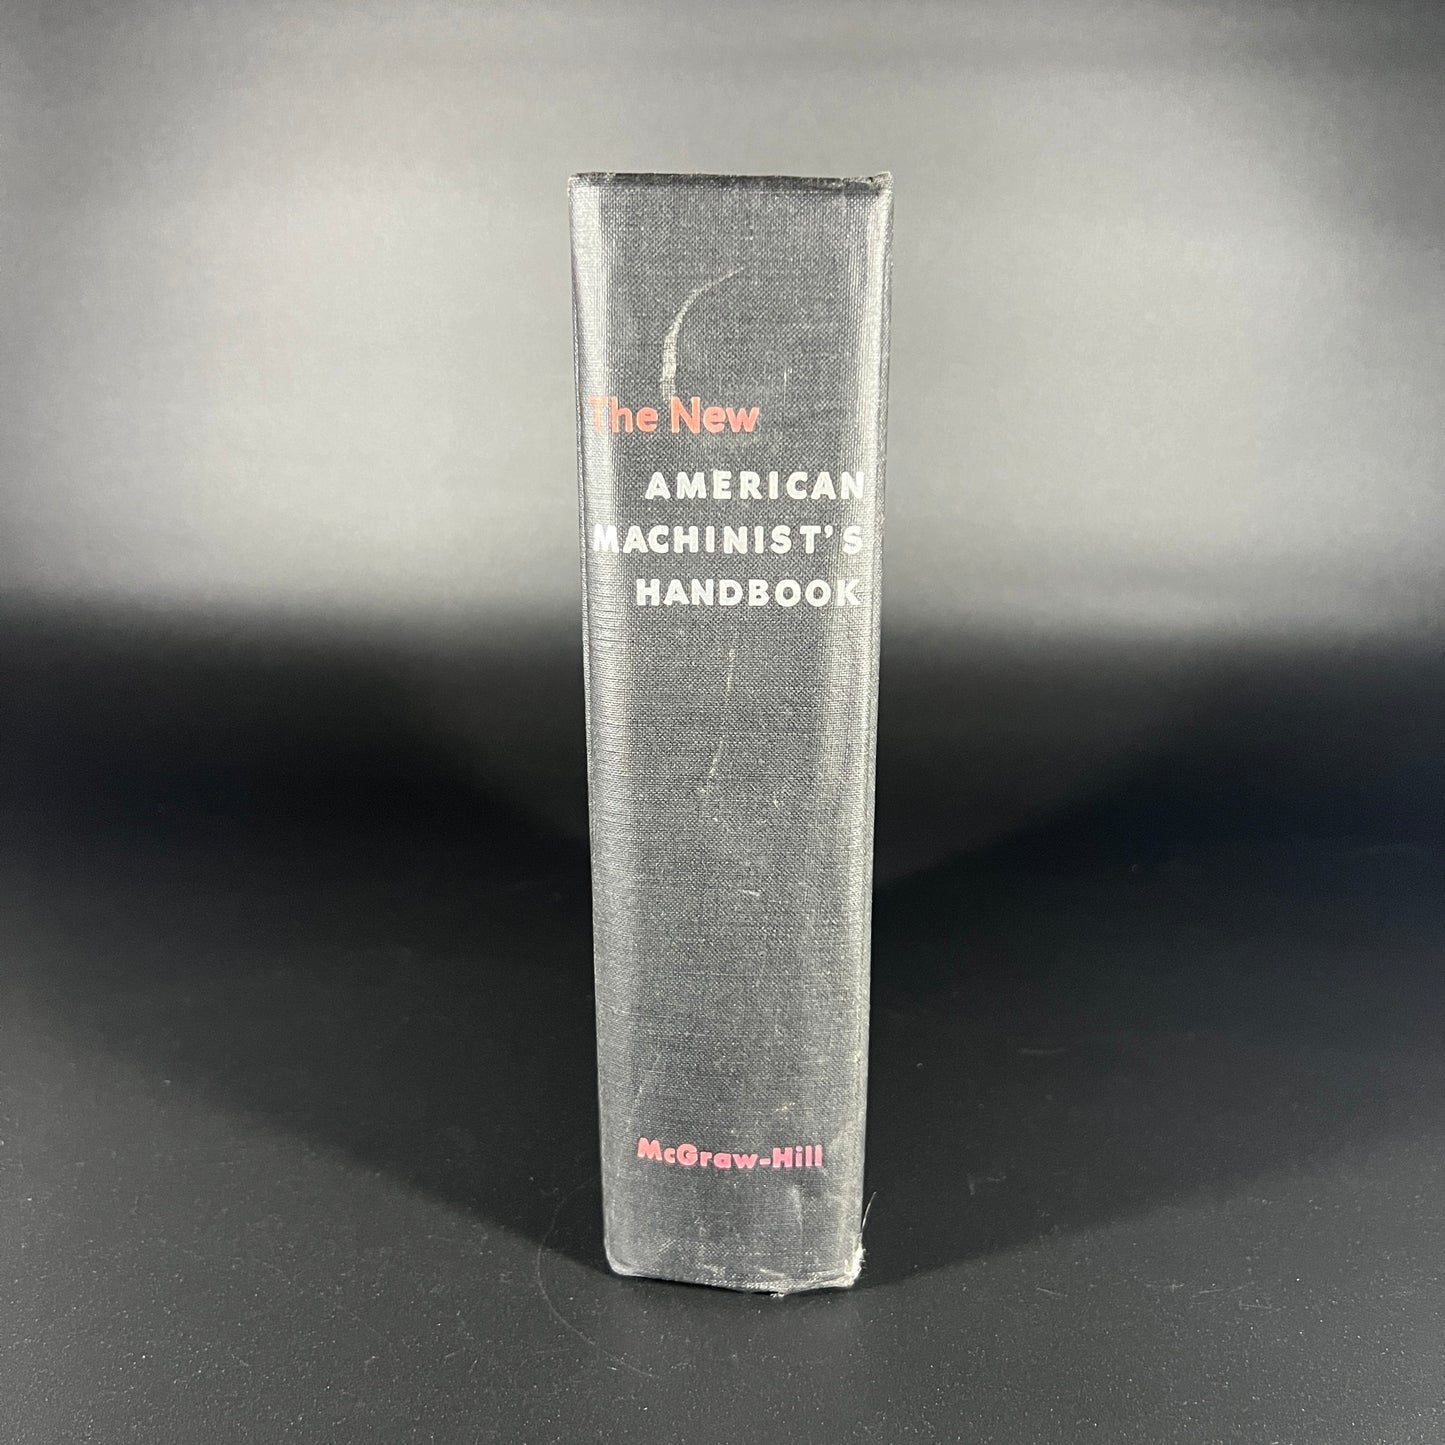 The New
AMERICAN
MACHINIST'S
HANDBOOK
McGraw-Hill